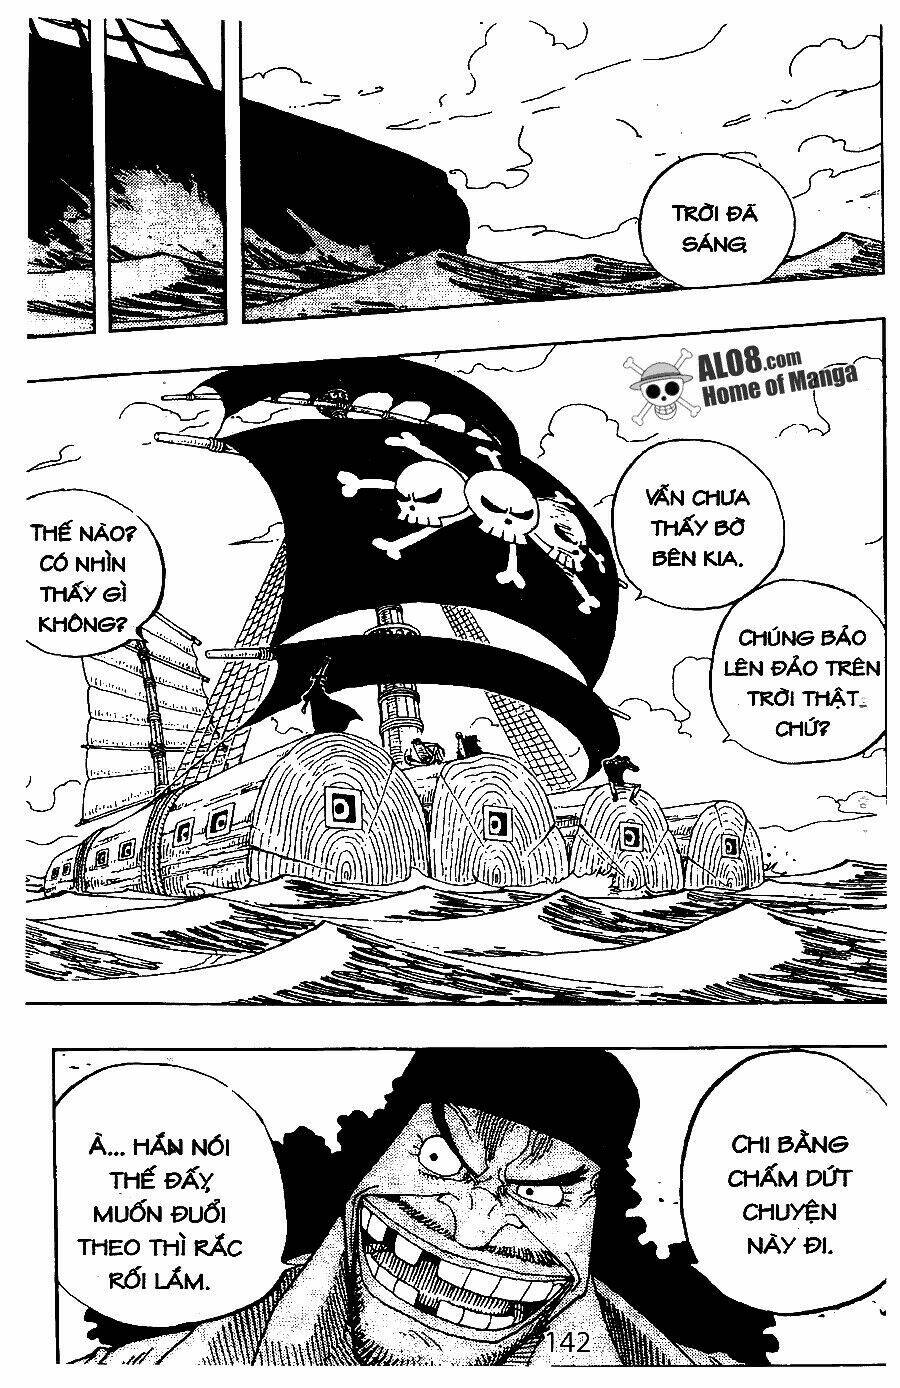 TRỜI ĐÃ
SÁNG.
ALO8.com
Home of Manga
VẪN CHƯA
THẤY BỜ
BÊN KIA.
THẾ NÀO?
CÓ NHÌN
THẤY GÌ
KHÔNG?
CHÚNG BẢO
LÊN ĐẢO TRÊN
TRỜI THẬT
CHỨ?
CHI BẰNG
CHẤM DỨT
CHUYỆN
NÀY ĐI.
À... HẮN NÓI
THẾ ĐẤY,
MUỐN ĐUỔI
THEO THÌ RẮC
RỐI LẮM.
142